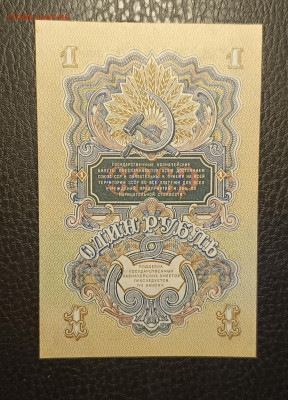 1 1
ГОСУДАРСТВЕННЫЕ КАЗНАЧЕЙСКИЕ
БИЛЕТЫ ОБЕСПЕЧИВАЮТСЯ ВСЕМ ДОСТОЯНИЕМ
СОЮЗА ССР И ОБЯЗАТЕЛЬНЫ К ПРИЕМУ НА ВСЕЙ
ТЕРРИТОРИИ СССР ВО ВСЕ ПЛАТЕЖИ ДЛЯ ВСЕХ
УЧРЕЖДЕНИЙ, ПРЕДПРИЯТИЙ И ЛИЦ ПО
НАРИЦАТЕЛЬНОЙ СТОИМОСТИ
ОДИН РУБЛЬ
ПОДДЕЛКА
ГОСУДАРСТВЕННЫХ
КАЗНАЧЕЙСКИХ БИЛЕТОВ
ПРЕСЛЕДУЕТСЯ
ПО ЗАКОНУ
1 1